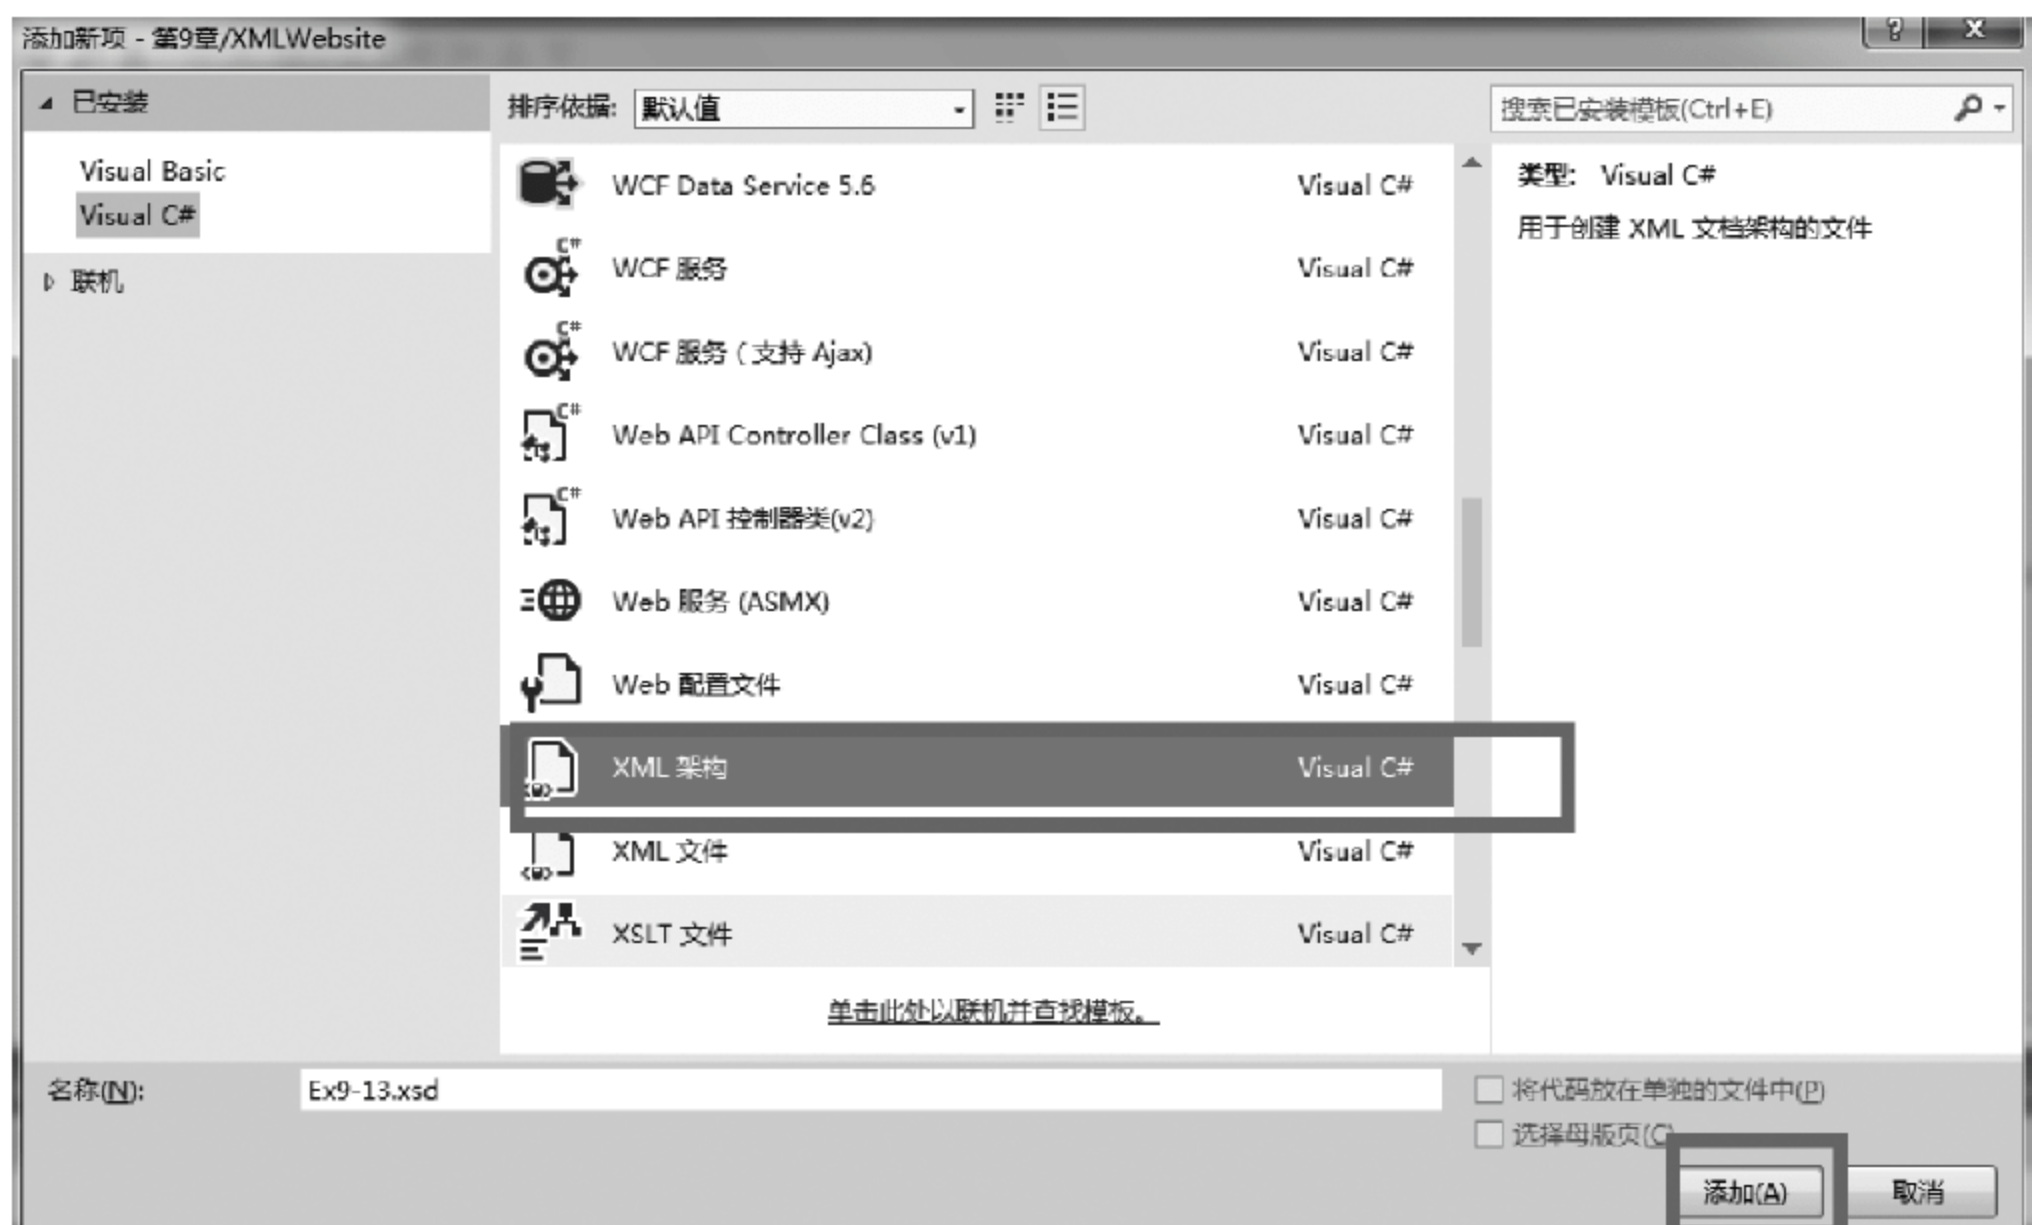 添加新项 - 第9章/XMLWebsite
已安装
Visual Basic
Visual C#
联机
排序依据: 默认值
WCF Data Service 5.6 Visual C#
WCF 服务 Visual C#
WCF 服务 (支持 Ajax) Visual C#
Web API Controller Class (v1) Visual C#
Web API 控制器类(v2) Visual C#
Web 服务 (ASMX) Visual C#
Web 配置文件 Visual C#
XML 架构 Visual C#
XML 文件 Visual C#
XSLT 文件 Visual C#
单击此处以联机并查找模板。
搜索已安装模板(Ctrl+E)
类型: Visual C#
用于创建 XML 文档架构的文件
名称(N): Ex9-13.xsd
将代码放在单独的文件中(P)
选择母版页(C)
添加(A) 取消